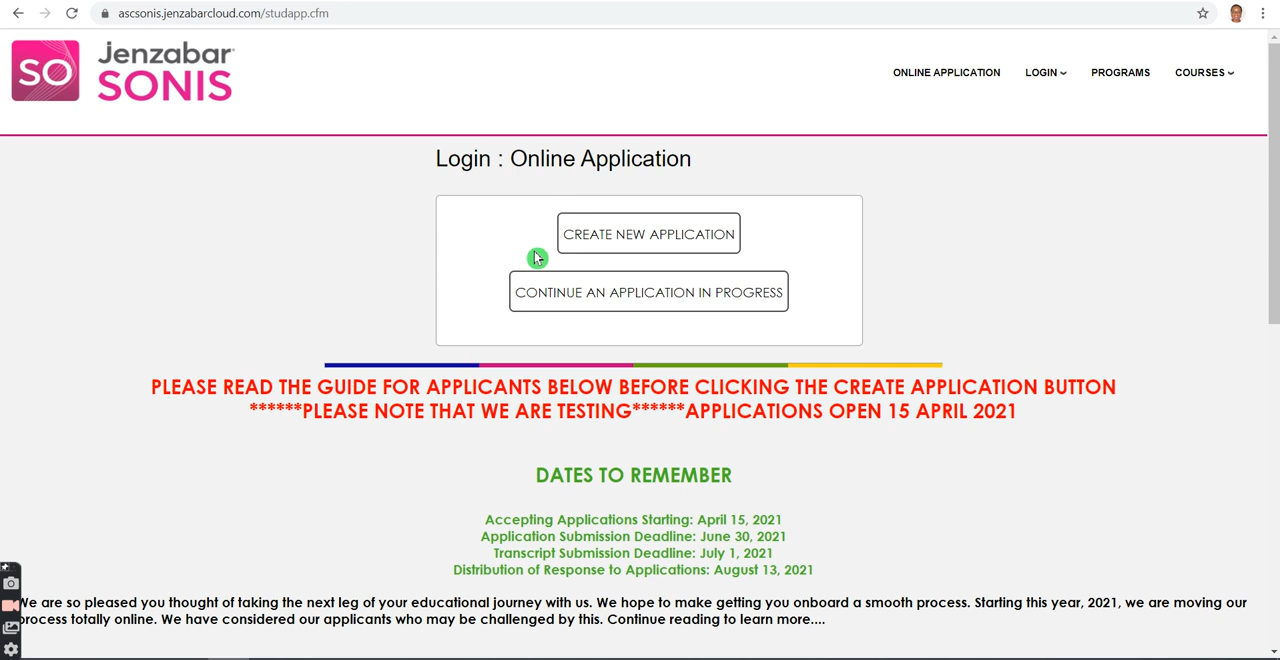 ascsonis.jenzabarcloud.com/studapp.cfm
SO Jenzabar
SONIS
ONLINE APPLICATION LOGIN PROGRAMS COURSES
Login : Online Application
CREATE NEW APPLICATION
CONTINUE AN APPLICATION IN PROGRESS
PLEASE READ THE GUIDE FOR APPLICANTS BELOW BEFORE CLICKING THE CREATE APPLICATION BUTTON
******PLEASE NOTE THAT WE ARE TESTING******APPLICATIONS OPEN 15 APRIL 2021
DATES TO REMEMBER
Accepting Applications Starting: April 15, 2021
Application Submission Deadline: June 30, 2021
Transcript Submission Deadline: July 1, 2021
Distribution of Response to Applications: August 13, 2021
We are so pleased you thought of taking the next leg of your educational journey with us. We hope to make getting you onboard a smooth process. Starting this year, 2021, we are moving our
process totally online. We have considered our applicants who may be challenged by this. Continue reading to learn more....